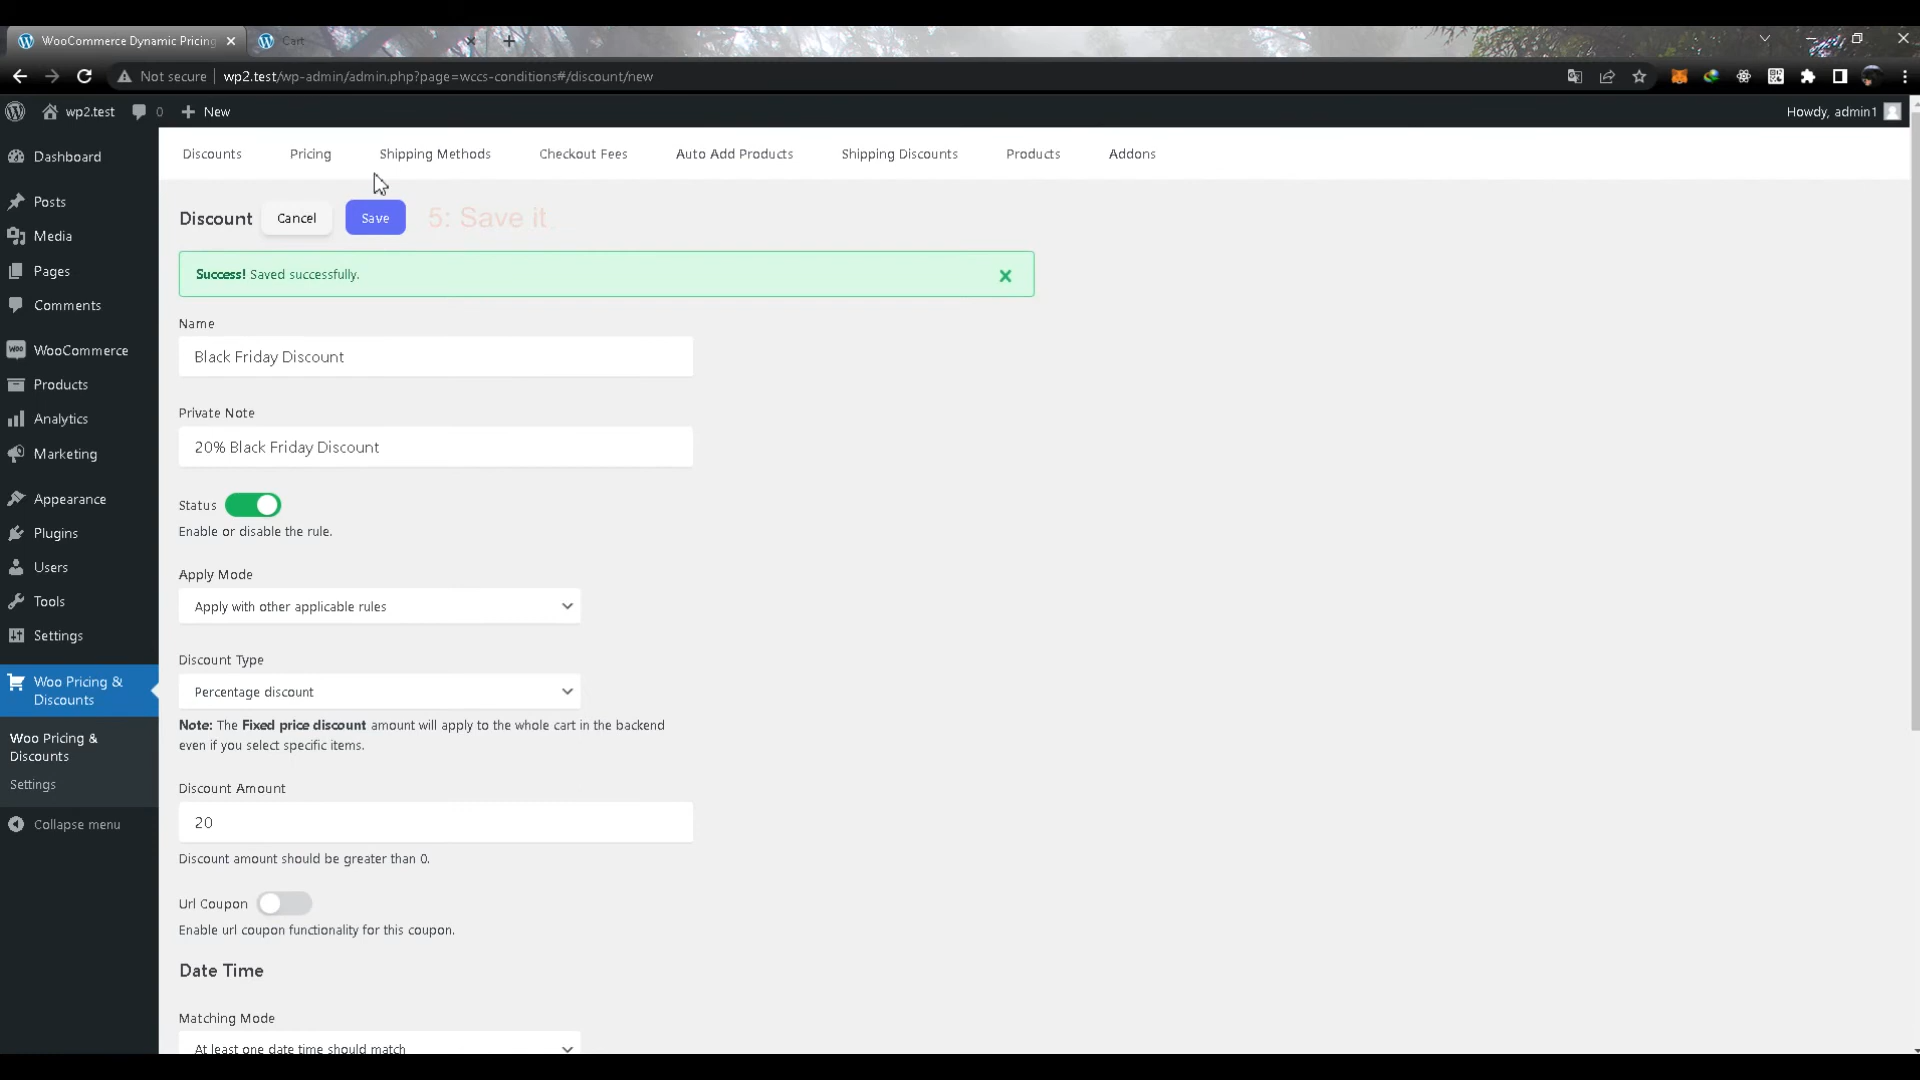 WooCommerce Dynamic Pricing
Cart
Not secure
wp2.test/wp-admin/admin.php?page=wccs-conditions#/discount/new
wp2.test
0
New
Howdy, admin1
Dashboard
Posts
Media
Pages
Comments
WooCommerce
Products
Analytics
Marketing
Appearance
Plugins
Users
Tools
Settings
Woo Pricing &
Discounts
Woo Pricing &
Discounts
Settings
Collapse menu
Discounts Pricing Shipping Methods Checkout Fees Auto Add Products Shipping Discounts Products Addons
Discount Cancel Save 5: Save it
Success! Saved successfully.
Name
Black Friday Discount
Private Note
20% Black Friday Discount
Status
Enable or disable the rule.
Apply Mode
Apply with other applicable rules
Discount Type
Percentage discount
Note: The Fixed price discount amount will apply to the whole cart in the backend
even if you select specific items.
Discount Amount
20
Discount amount should be greater than 0.
Url Coupon
Enable url coupon functionality for this coupon.
Date Time
Matching Mode
At least one date time should match